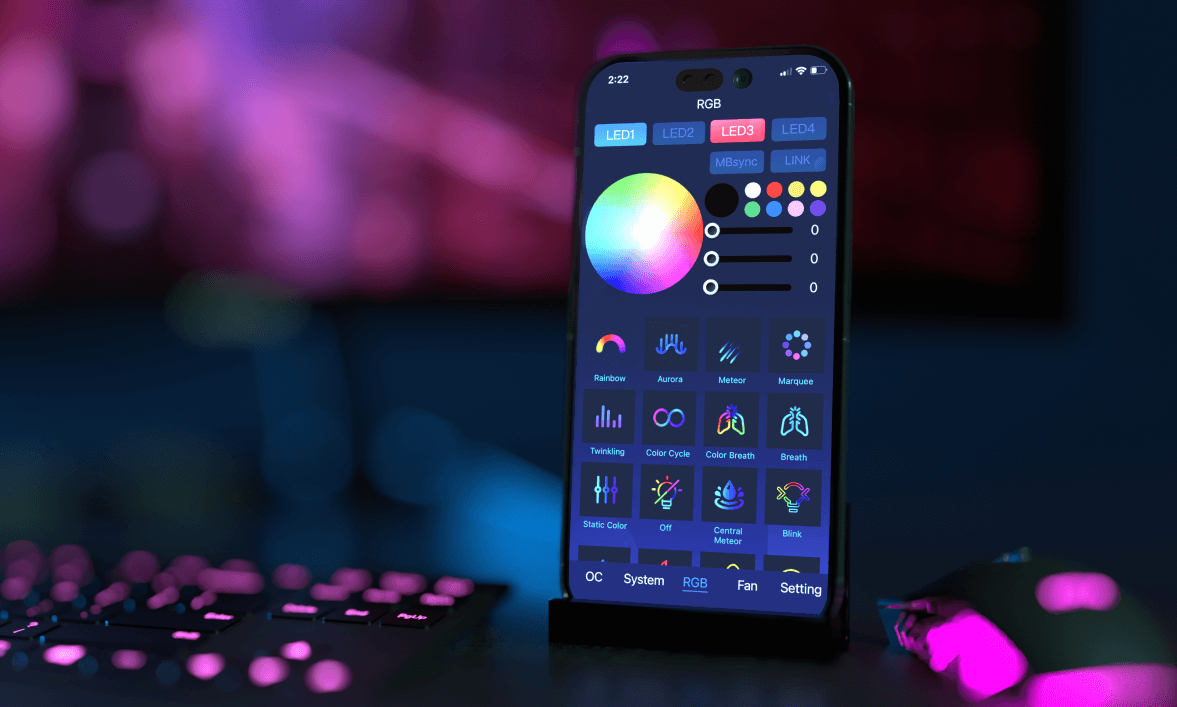 2:22
RGB
LED1 LED2 LED3 LED4
MBsync LINK
0
0
0
Rainbow Aurora Meteor Marquee
Twinkling Color Cycle Color Breath Breath
Static Color Off Central Meteor Blink
OC System RGB Fan Setting
PgUp